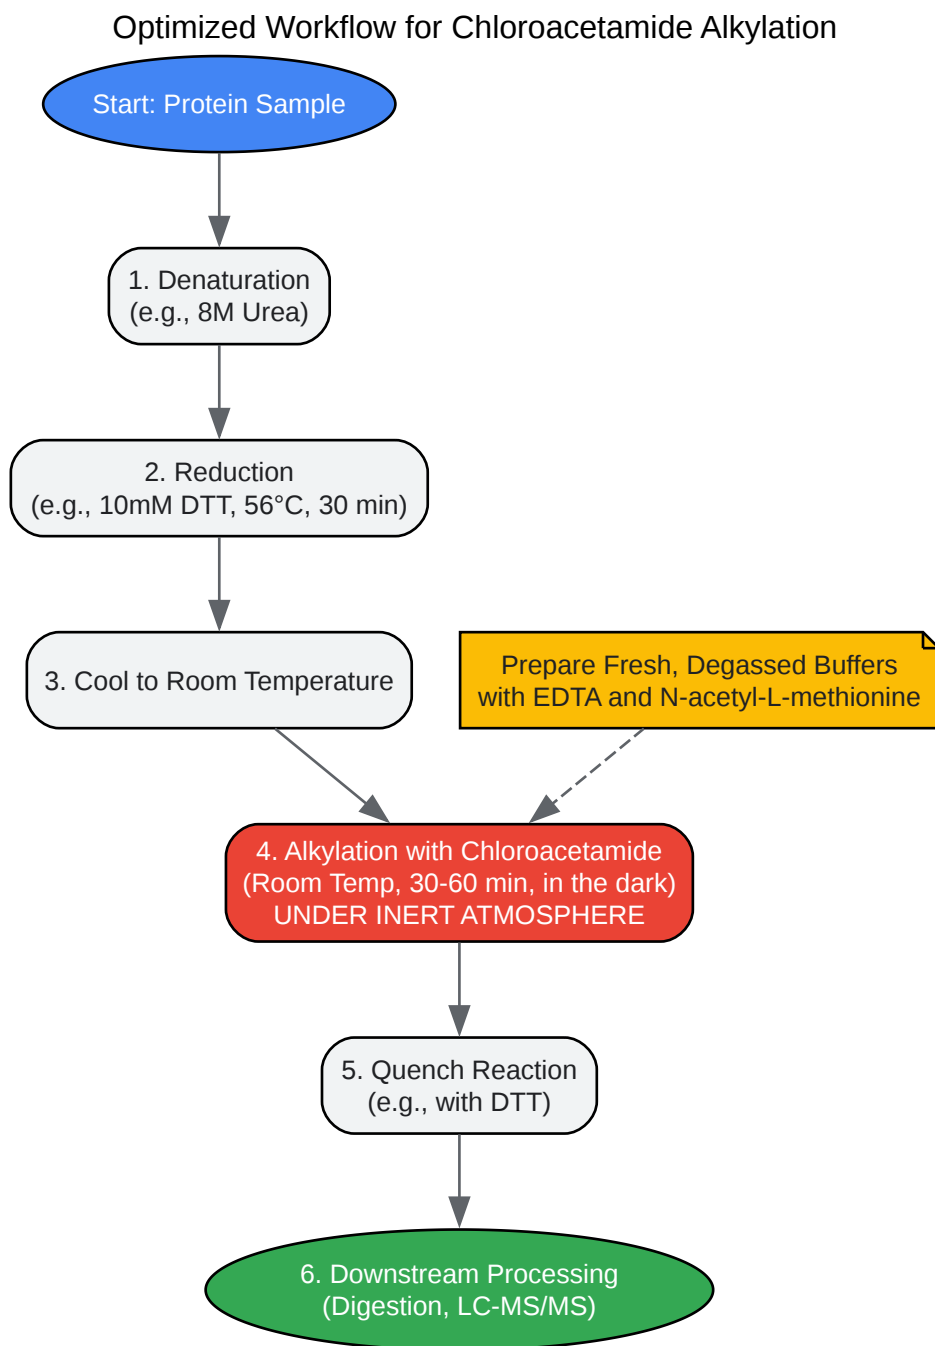 Optimized Workflow for Chloroacetamide Alkylation
Start: Protein Sample
1. Denaturation
(e.g., 8M Urea)
2. Reduction
(e.g., 10mM DTT, 56°C, 30 min)
3. Cool to Room Temperature
Prepare Fresh, Degassed Buffers
with EDTA and N-acetyl-L-methionine
4. Alkylation with Chloroacetamide
(Room Temp, 30-60 min, in the dark)
UNDER INERT ATMOSPHERE
5. Quench Reaction
(e.g., with DTT)
6. Downstream Processing
(Digestion, LC-MS/MS)